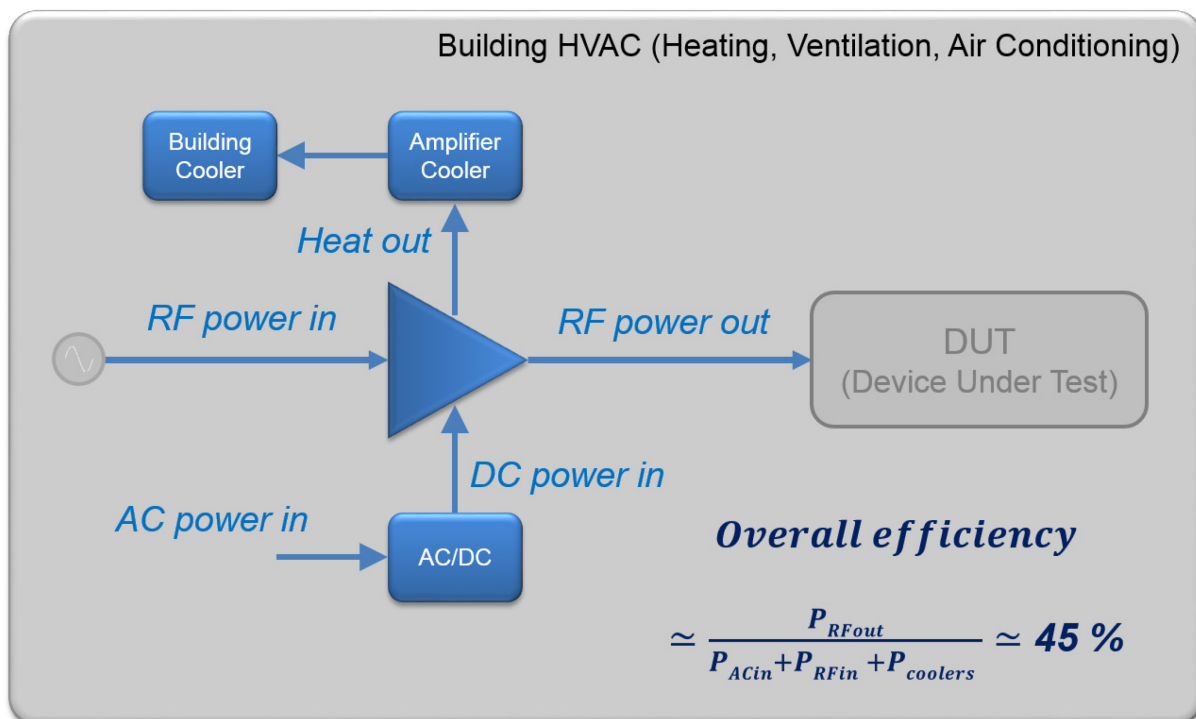 Building HVAC (Heating, Ventilation, Air Conditioning)
Building
Cooler
Amplifier
Cooler
Heat out
RF power in
RF power out
DUT
(Device Under Test)
DC power in
AC power in
AC/DC
Overall efficiency
≃ P_RFout / P_ACin+P_RFin +P_coolers ≃ 45 %